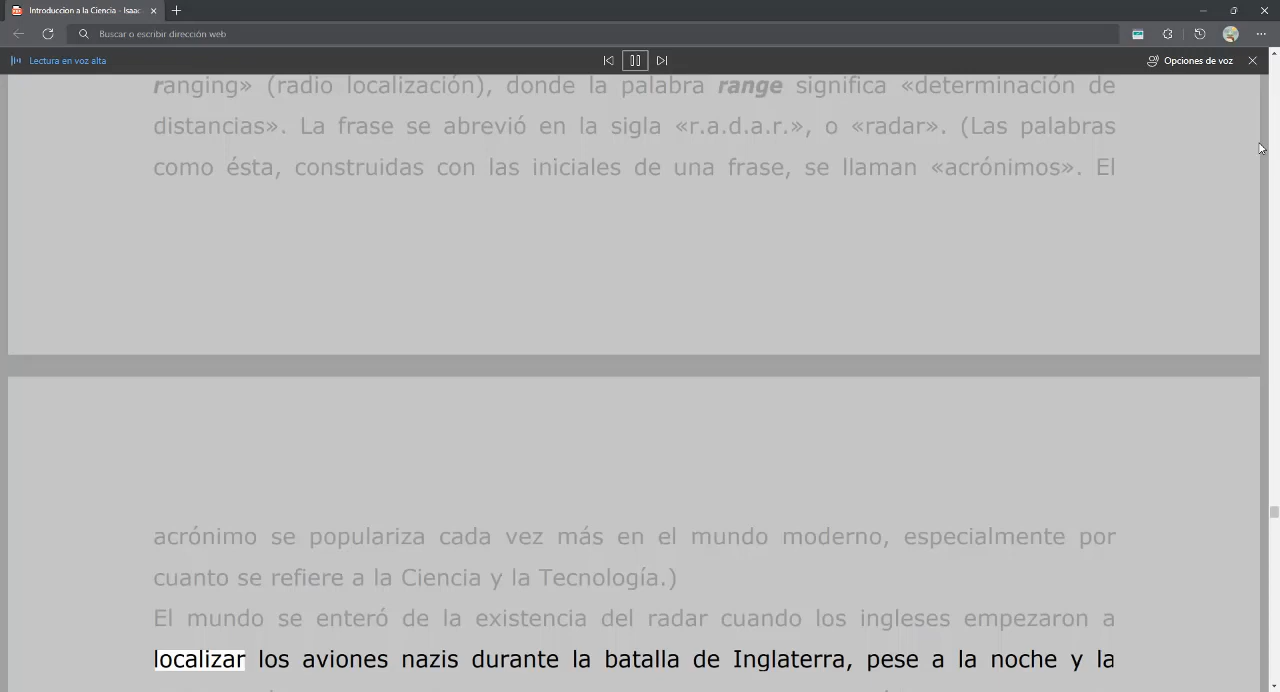 Introduccion a la Ciencia - Isaac
Buscar o escribir dirección web
Lectura en voz alta
Opciones de voz
ranging» (radio localización), donde la palabra range significa «determinación de
distancias». La frase se abrevió en la sigla «r.a.d.a.r.», o «radar». (Las palabras
como ésta, construidas con las iniciales de una frase, se llaman «acrónimos». El
acrónimo se populariza cada vez más en el mundo moderno, especialmente por
cuanto se refiere a la Ciencia y la Tecnología.)
El mundo se enteró de la existencia del radar cuando los ingleses empezaron a
localizar los aviones nazis durante la batalla de Inglaterra, pese a la noche y la